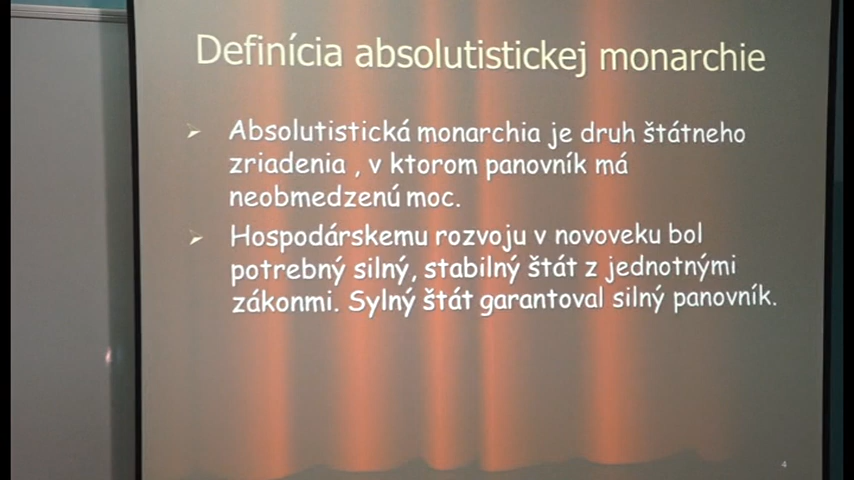 Definícia absolutistickej monarchie
Absolutistická monarchia je druh štátneho
zriadenia , v ktorom panovník má
neobmedzenú moc.
Hospodárskemu rozvoju v novoveku bol
potrebný silný, stabilný štát z jednotnými
zákonmi. Sylný štát garantoval silný panovník.
4